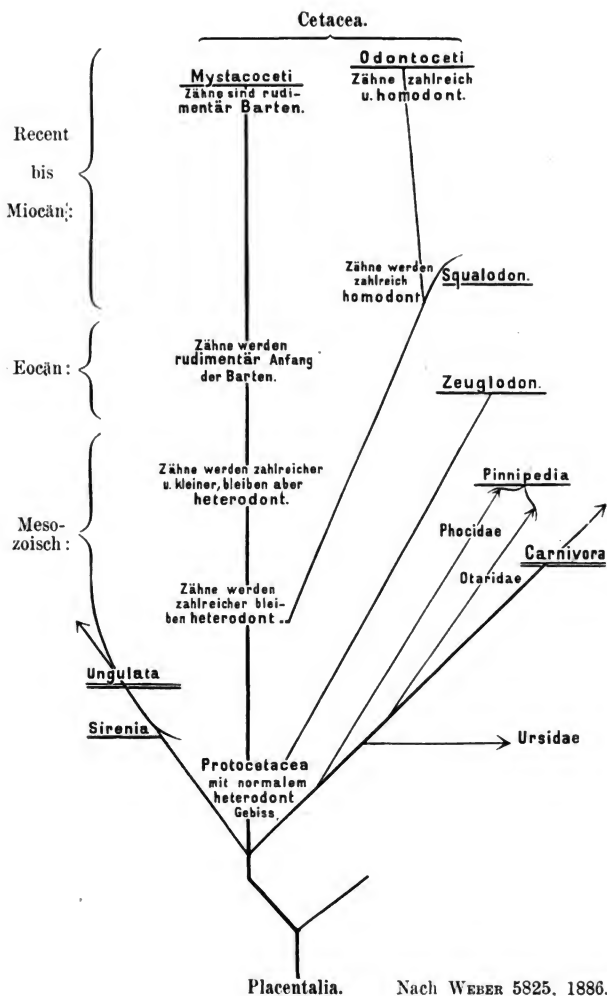 Cetacea.
Odontoceti
Zähne zahlreich
u. homodont.
Mystacoceti
Zähne sind rudi-
mentär Barten.
Recent
bis
Miocän:
Zähne werden
zahlreich
homodont
Squalodon.
Zähne werden
rudimentär Anfang
der Barten.
Eocän:
Zeuglodon.
Zähne werden zahlreicher
u. kleiner, bleiben aber
heterodont.
Pinnipedia
Meso-
zoisch:
Phocidae
Carnivora
Otaridae
Zähne werden
zahlreicher blei-
ben heterodont..
Ungulata
Sirenia
Ursidae
Protocetacea
mit normalem
heterodont
Gebiss.
Placentalia.
Nach WEBER 5825, 1886.